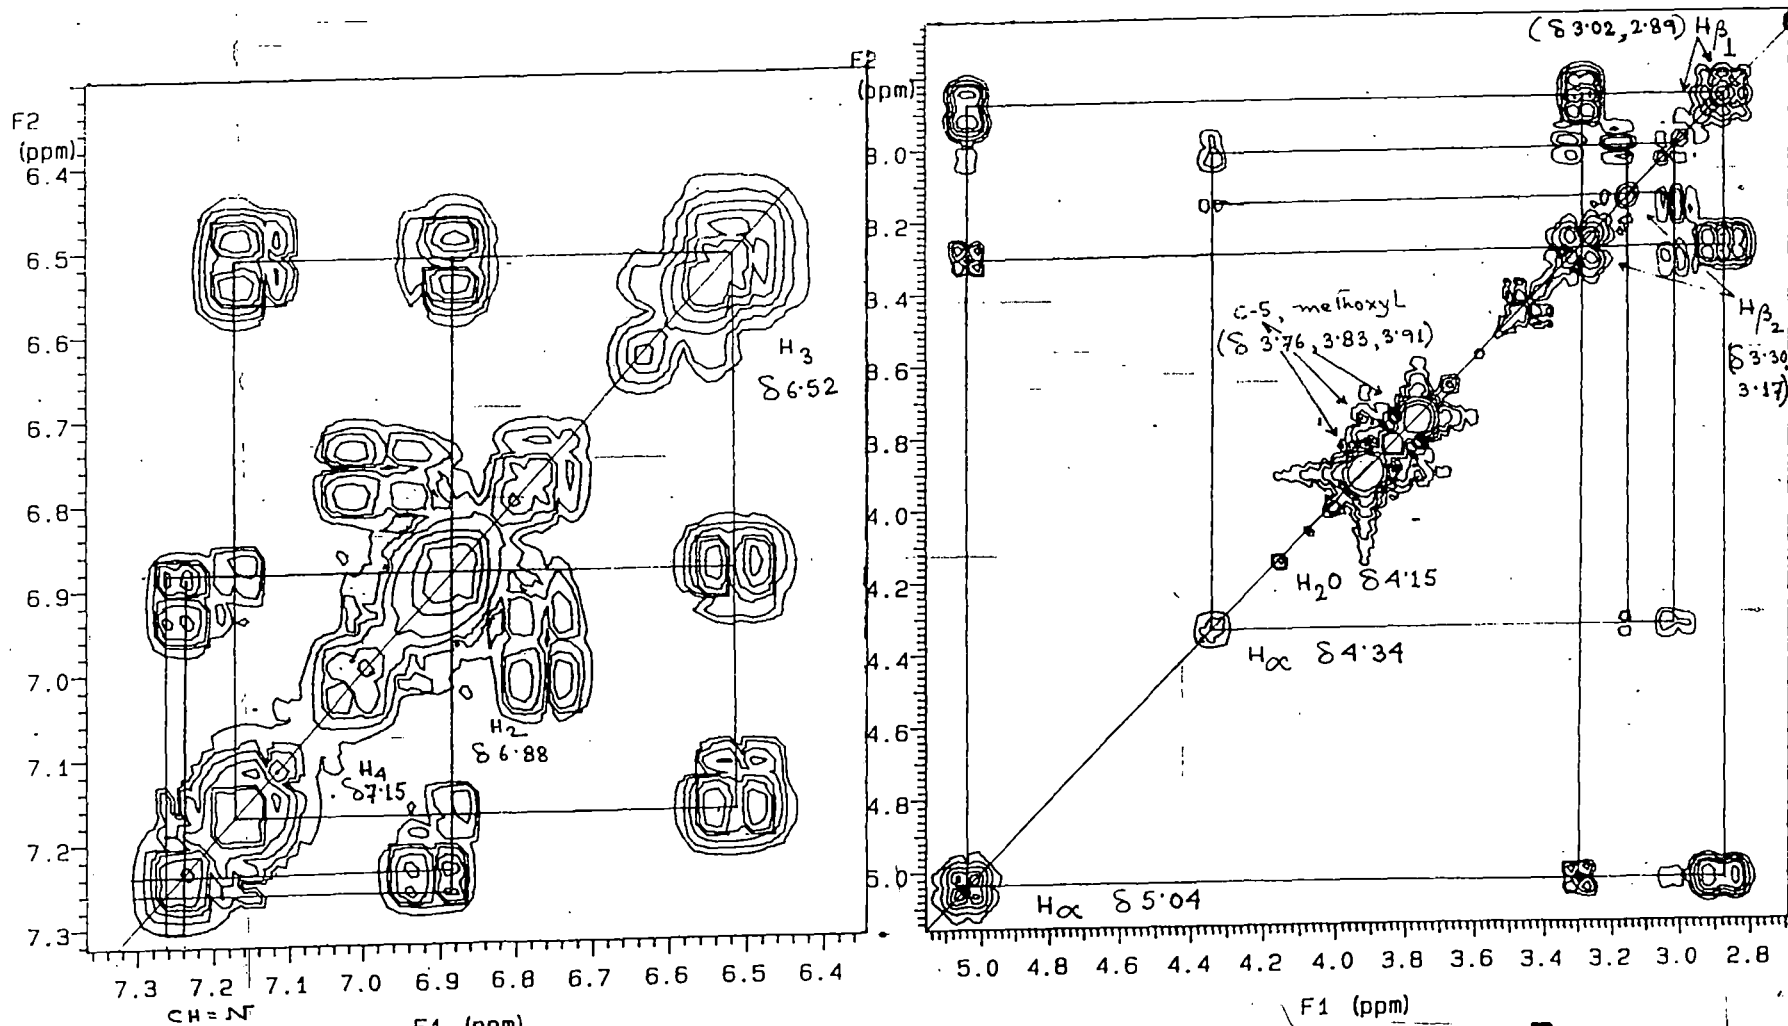 F2
(ppm)
6.4
6.5
6.6
6.7
6.8
6.9
7.0
7.1
7.2
7.3
H3
δ 6.52
H2
δ 6.88
H4
δ7.15
7.3 7.2 7.1 7.0 6.9 6.8 6.7 6.6 6.5 6.4
CH=N
F1 (ppm)
F2
(ppm)
3.0
3.2
3.4
3.6
3.8
4.0
4.2
4.4
4.6
4.8
5.0
(δ 3.02, 2.89) Hβ1
C-5, methoxyl
(δ 3.76, 3.83, 3.91)
Hβ2
(δ 3.30,
3.17)
H2O δ4.15
Hα δ4.34
Hα δ5.04
5.0 4.8 4.6 4.4 4.2 4.0 3.8 3.6 3.4 3.2 3.0 2.8
F1 (ppm)